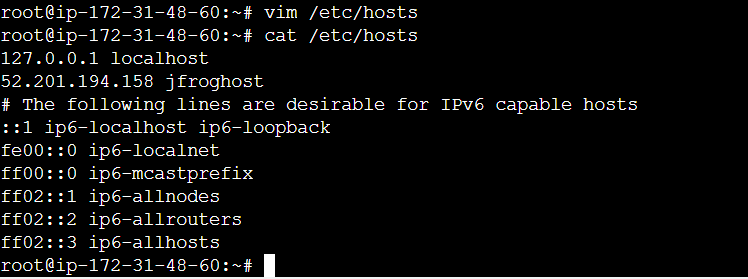 root@ip-172-31-48-60:~# vim /etc/hosts
root@ip-172-31-48-60:~# cat /etc/hosts
127.0.0.1 localhost
52.201.194.158 jfroghost
# The following lines are desirable for IPv6 capable hosts
::1 ip6-localhost ip6-loopback
fe00::0 ip6-localnet
ff00::0 ip6-mcastprefix
ff02::1 ip6-allnodes
ff02::2 ip6-allrouters
ff02::3 ip6-allhosts
root@ip-172-31-48-60:~#